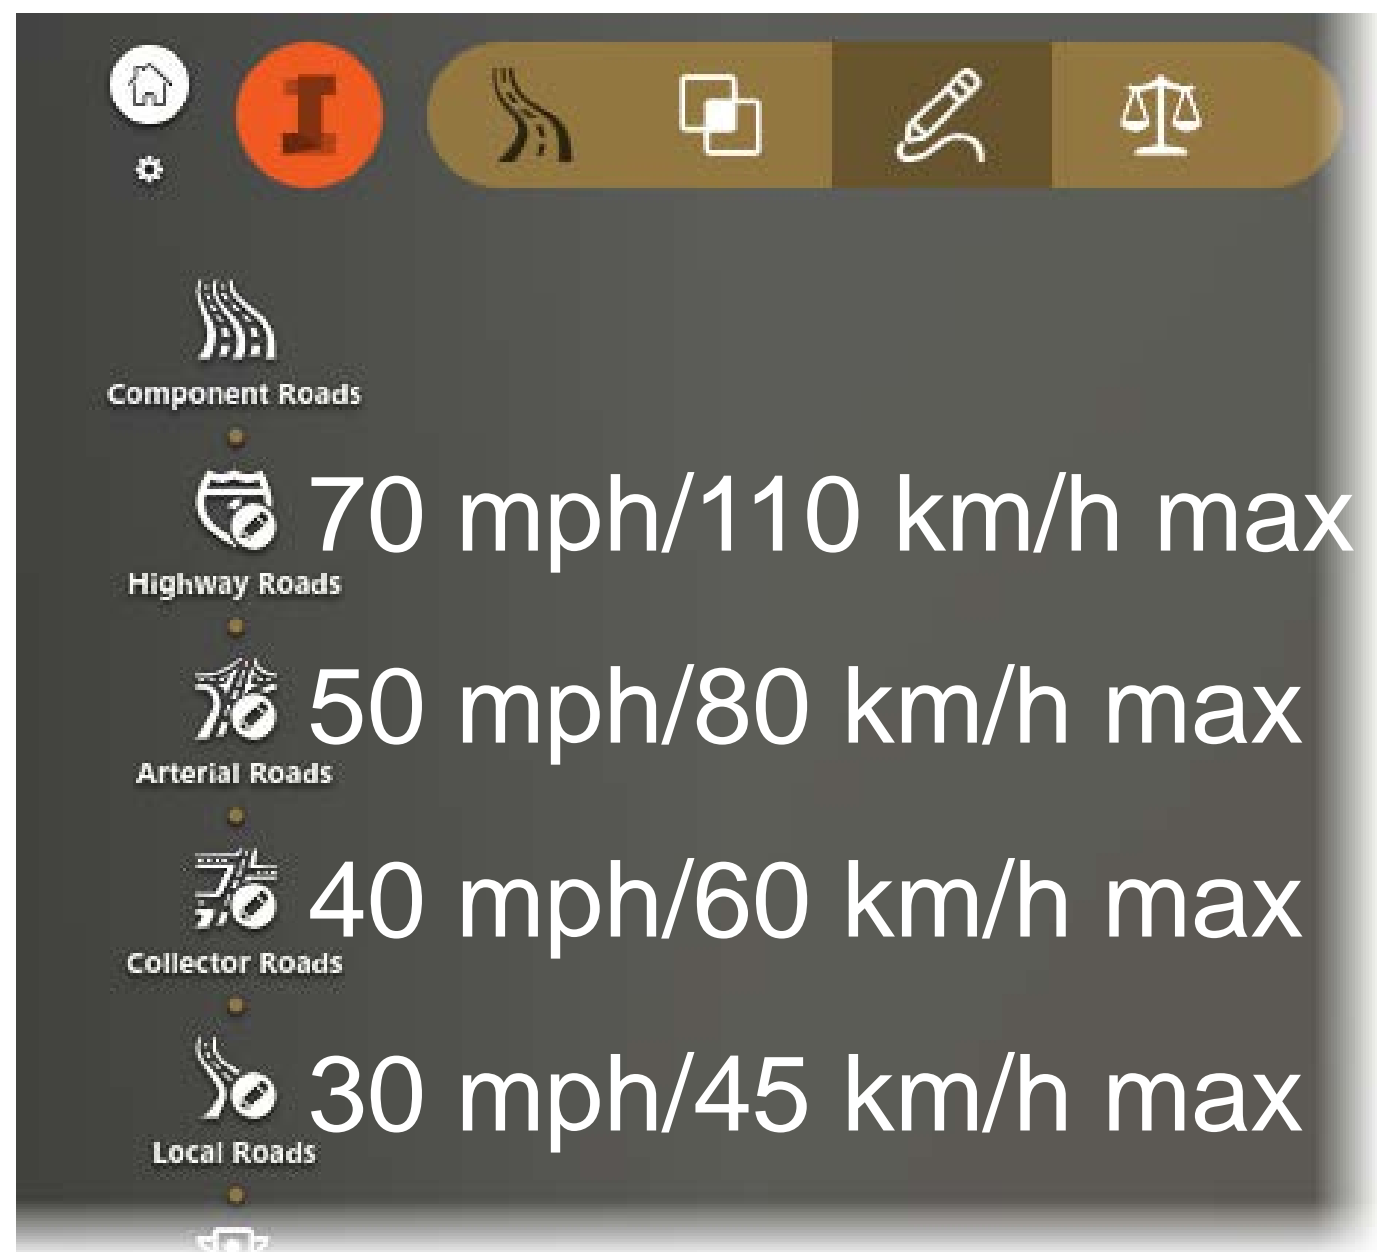 I
Component Roads
70 mph/110 km/h max
Highway Roads
50 mph/80 km/h max
Arterial Roads
40 mph/60 km/h max
Collector Roads
30 mph/45 km/h max
Local Roads